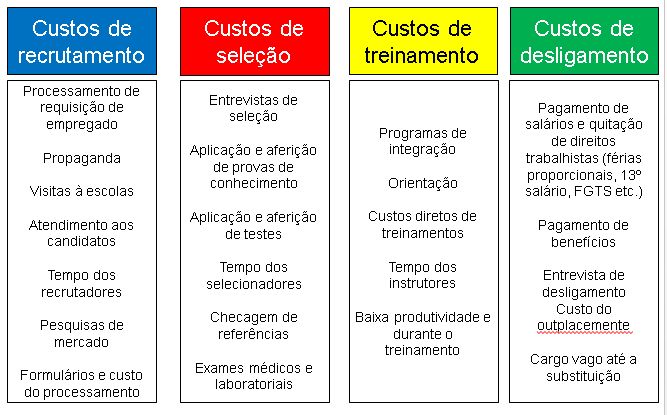 Custos de
recrutamento
Processamento de
requisição de
empregado
Propaganda
Visitas à escolas
Atendimento aos
candidatos
Tempo dos
recrutadores
Pesquisas de
mercado
Formulários e custo
do processamento
Custos de
seleção
Entrevistas de
seleção
Aplicação e aferição
de provas de
conhecimento
Aplicação e aferição
de testes
Tempo dos
selecionadores
Checagem de
referências
Exames médicos e
laboratoriais
Custos de
treinamento
Programas de
integração
Orientação
Custos diretos de
treinamentos
Tempo dos
instrutores
Baixa produtividade e
durante o
treinamento
Custos de
desligamento
Pagamento de
salários e quitação
de direitos
trabalhistas (férias
proporcionais, 13º
salário, FGTS etc.)
Pagamento de
benefícios
Entrevista de
desligamento
Custo do
outplacemente
Cargo vago até a
substituição